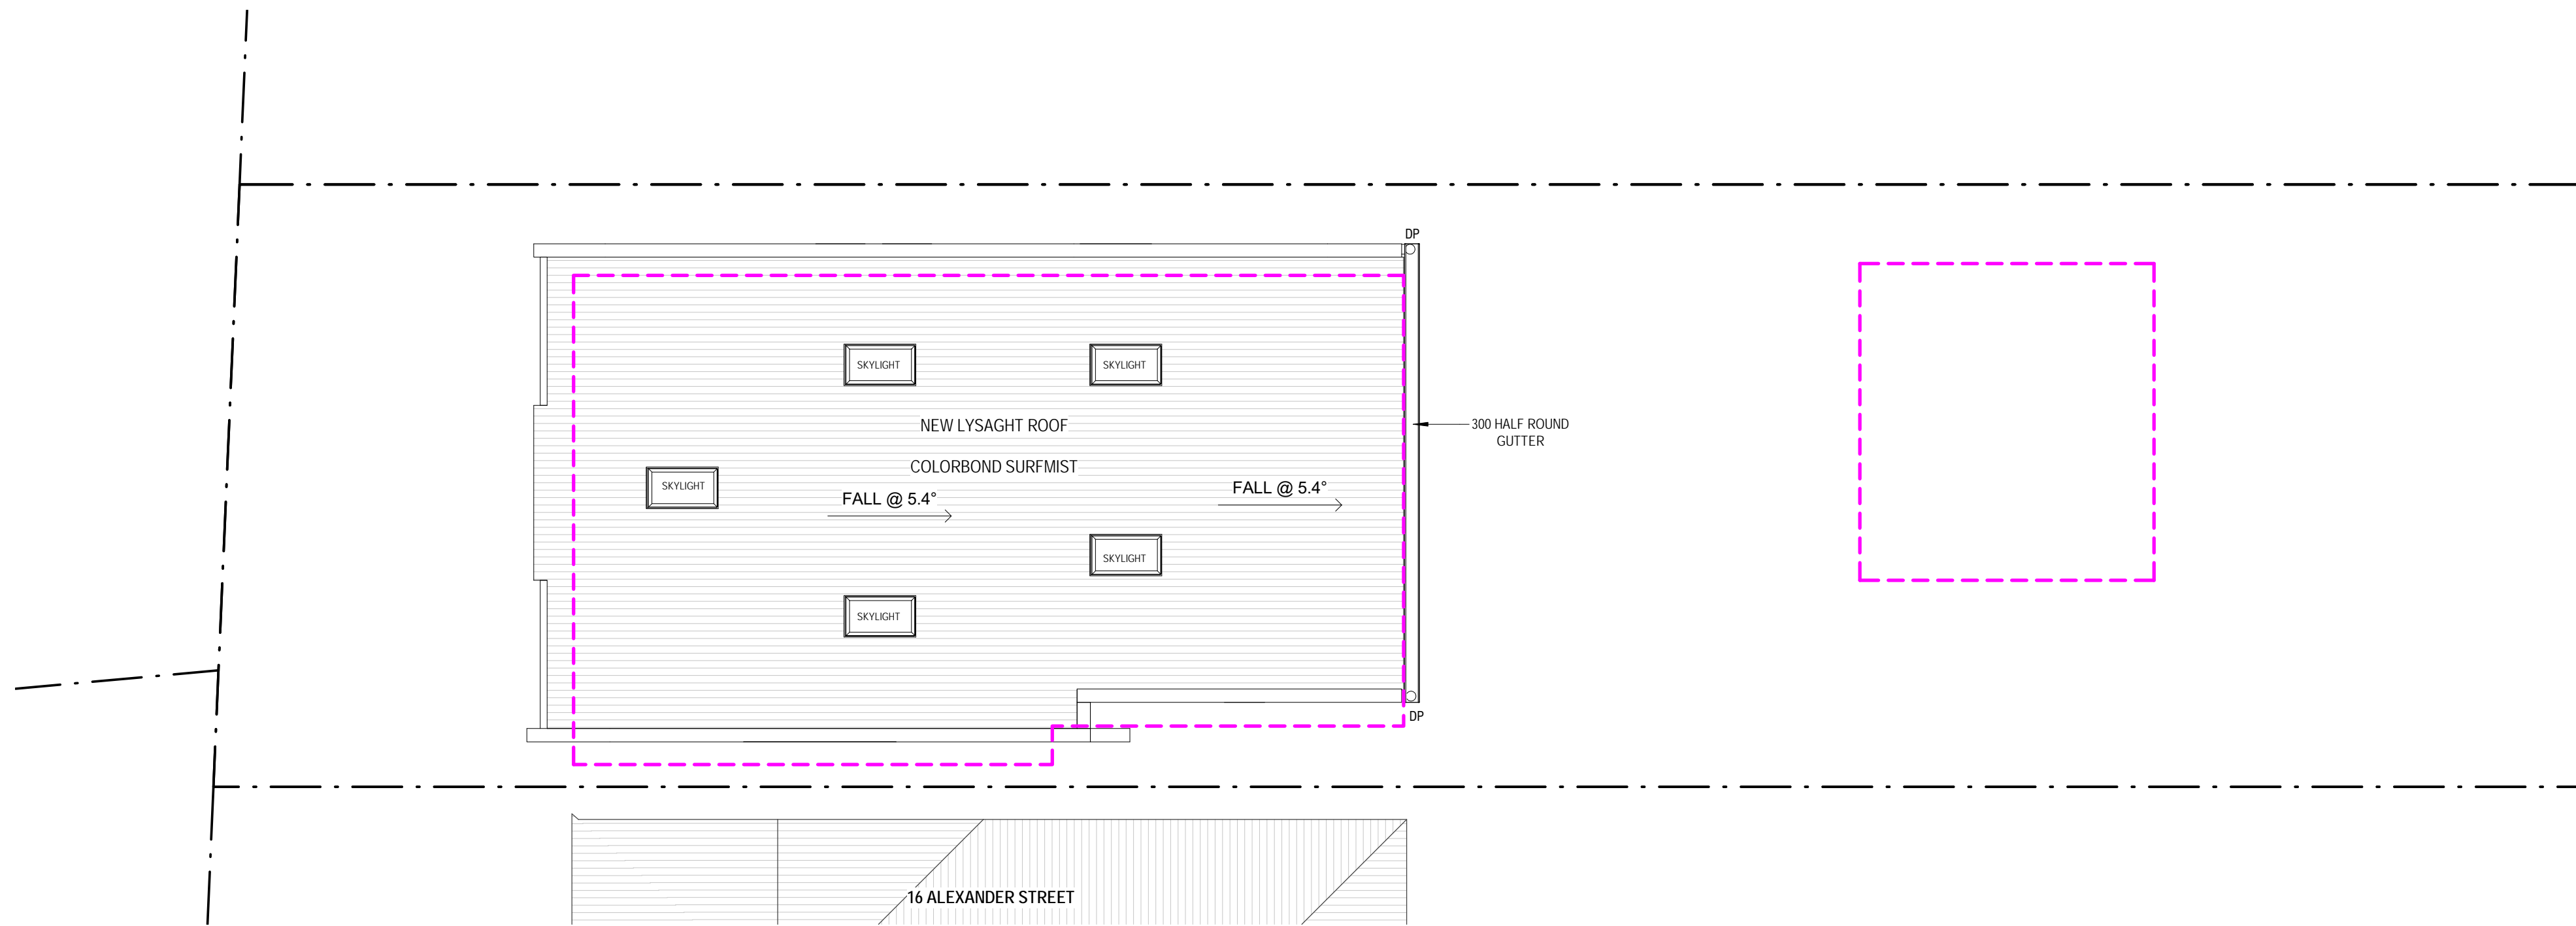 DP
SKYLIGHT
SKYLIGHT
NEW LYSAGHT ROOF
300 HALF ROUND
GUTTER
COLORBOND SURFMIST
SKYLIGHT
FALL @ 5.4°
FALL @ 5.4°
SKYLIGHT
SKYLIGHT
DP
16 ALEXANDER STREET